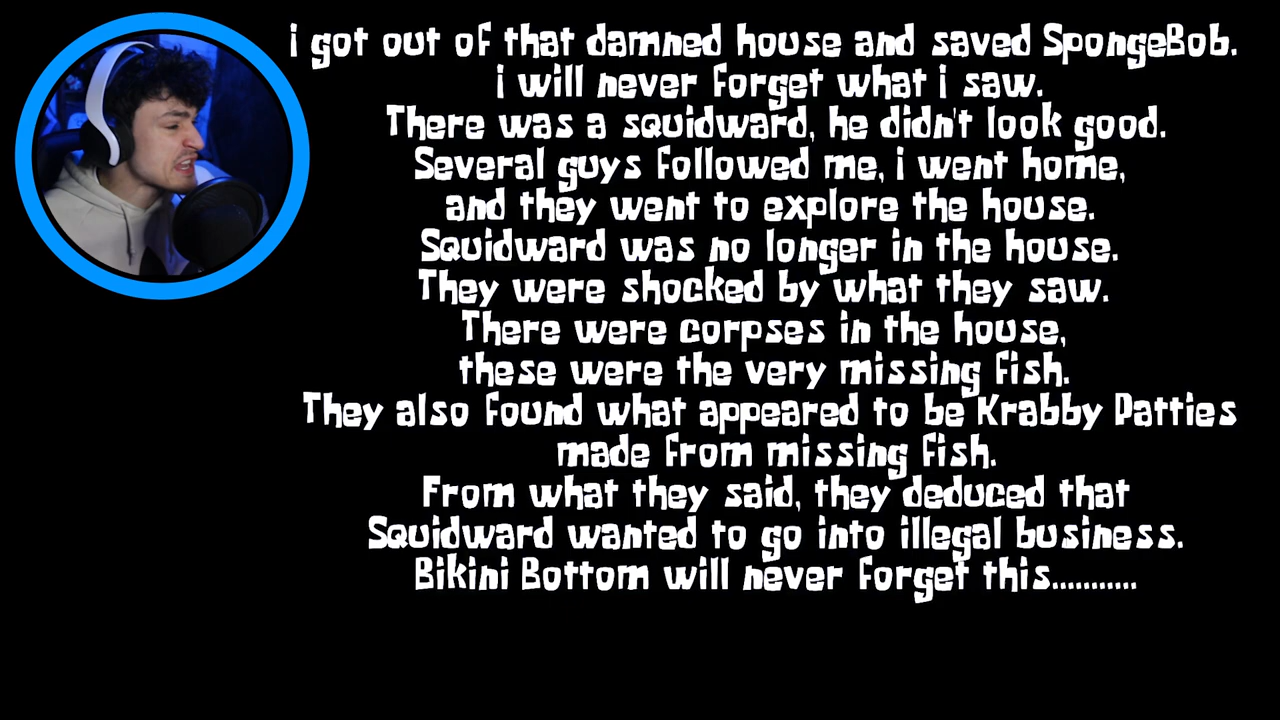 i got out of that damned house and saved SpongeBob.
i will never forget what i saw.
There was a squidward, he didn't look good.
Several guys followed me, i went home,
and they went to explore the house.
Squidward was no longer in the house.
They were shocked by what they saw.
There were corpses in the house,
these were the very missing fish.
They also found what appeared to be Krabby Patties
made from missing fish.
From what they said, they deduced that
Squidward wanted to go into illegal business.
Bikini Bottom will never forget this...........